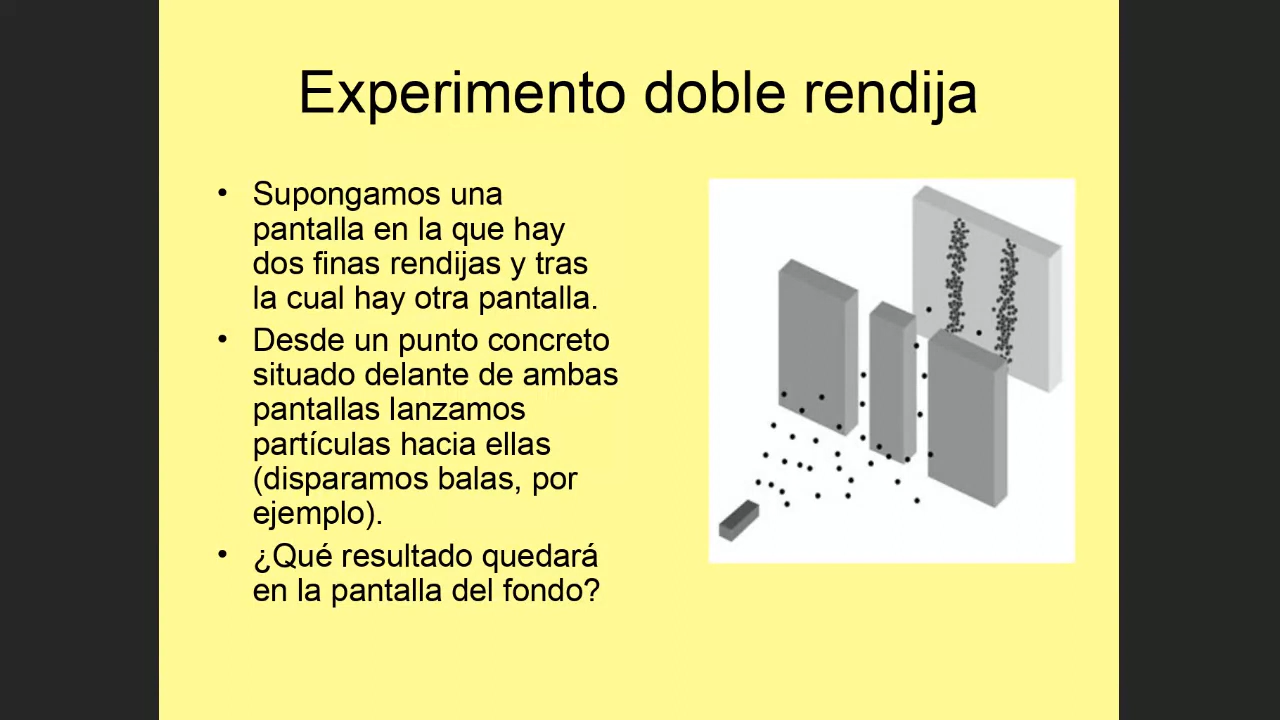 Experimento doble rendija
• Supongamos una
pantalla en la que hay
dos finas rendijas y tras
la cual hay otra pantalla.
• Desde un punto concreto
situado delante de ambas
pantallas lanzamos
partículas hacia ellas
(disparamos balas, por
ejemplo).
• ¿Qué resultado quedará
en la pantalla del fondo?